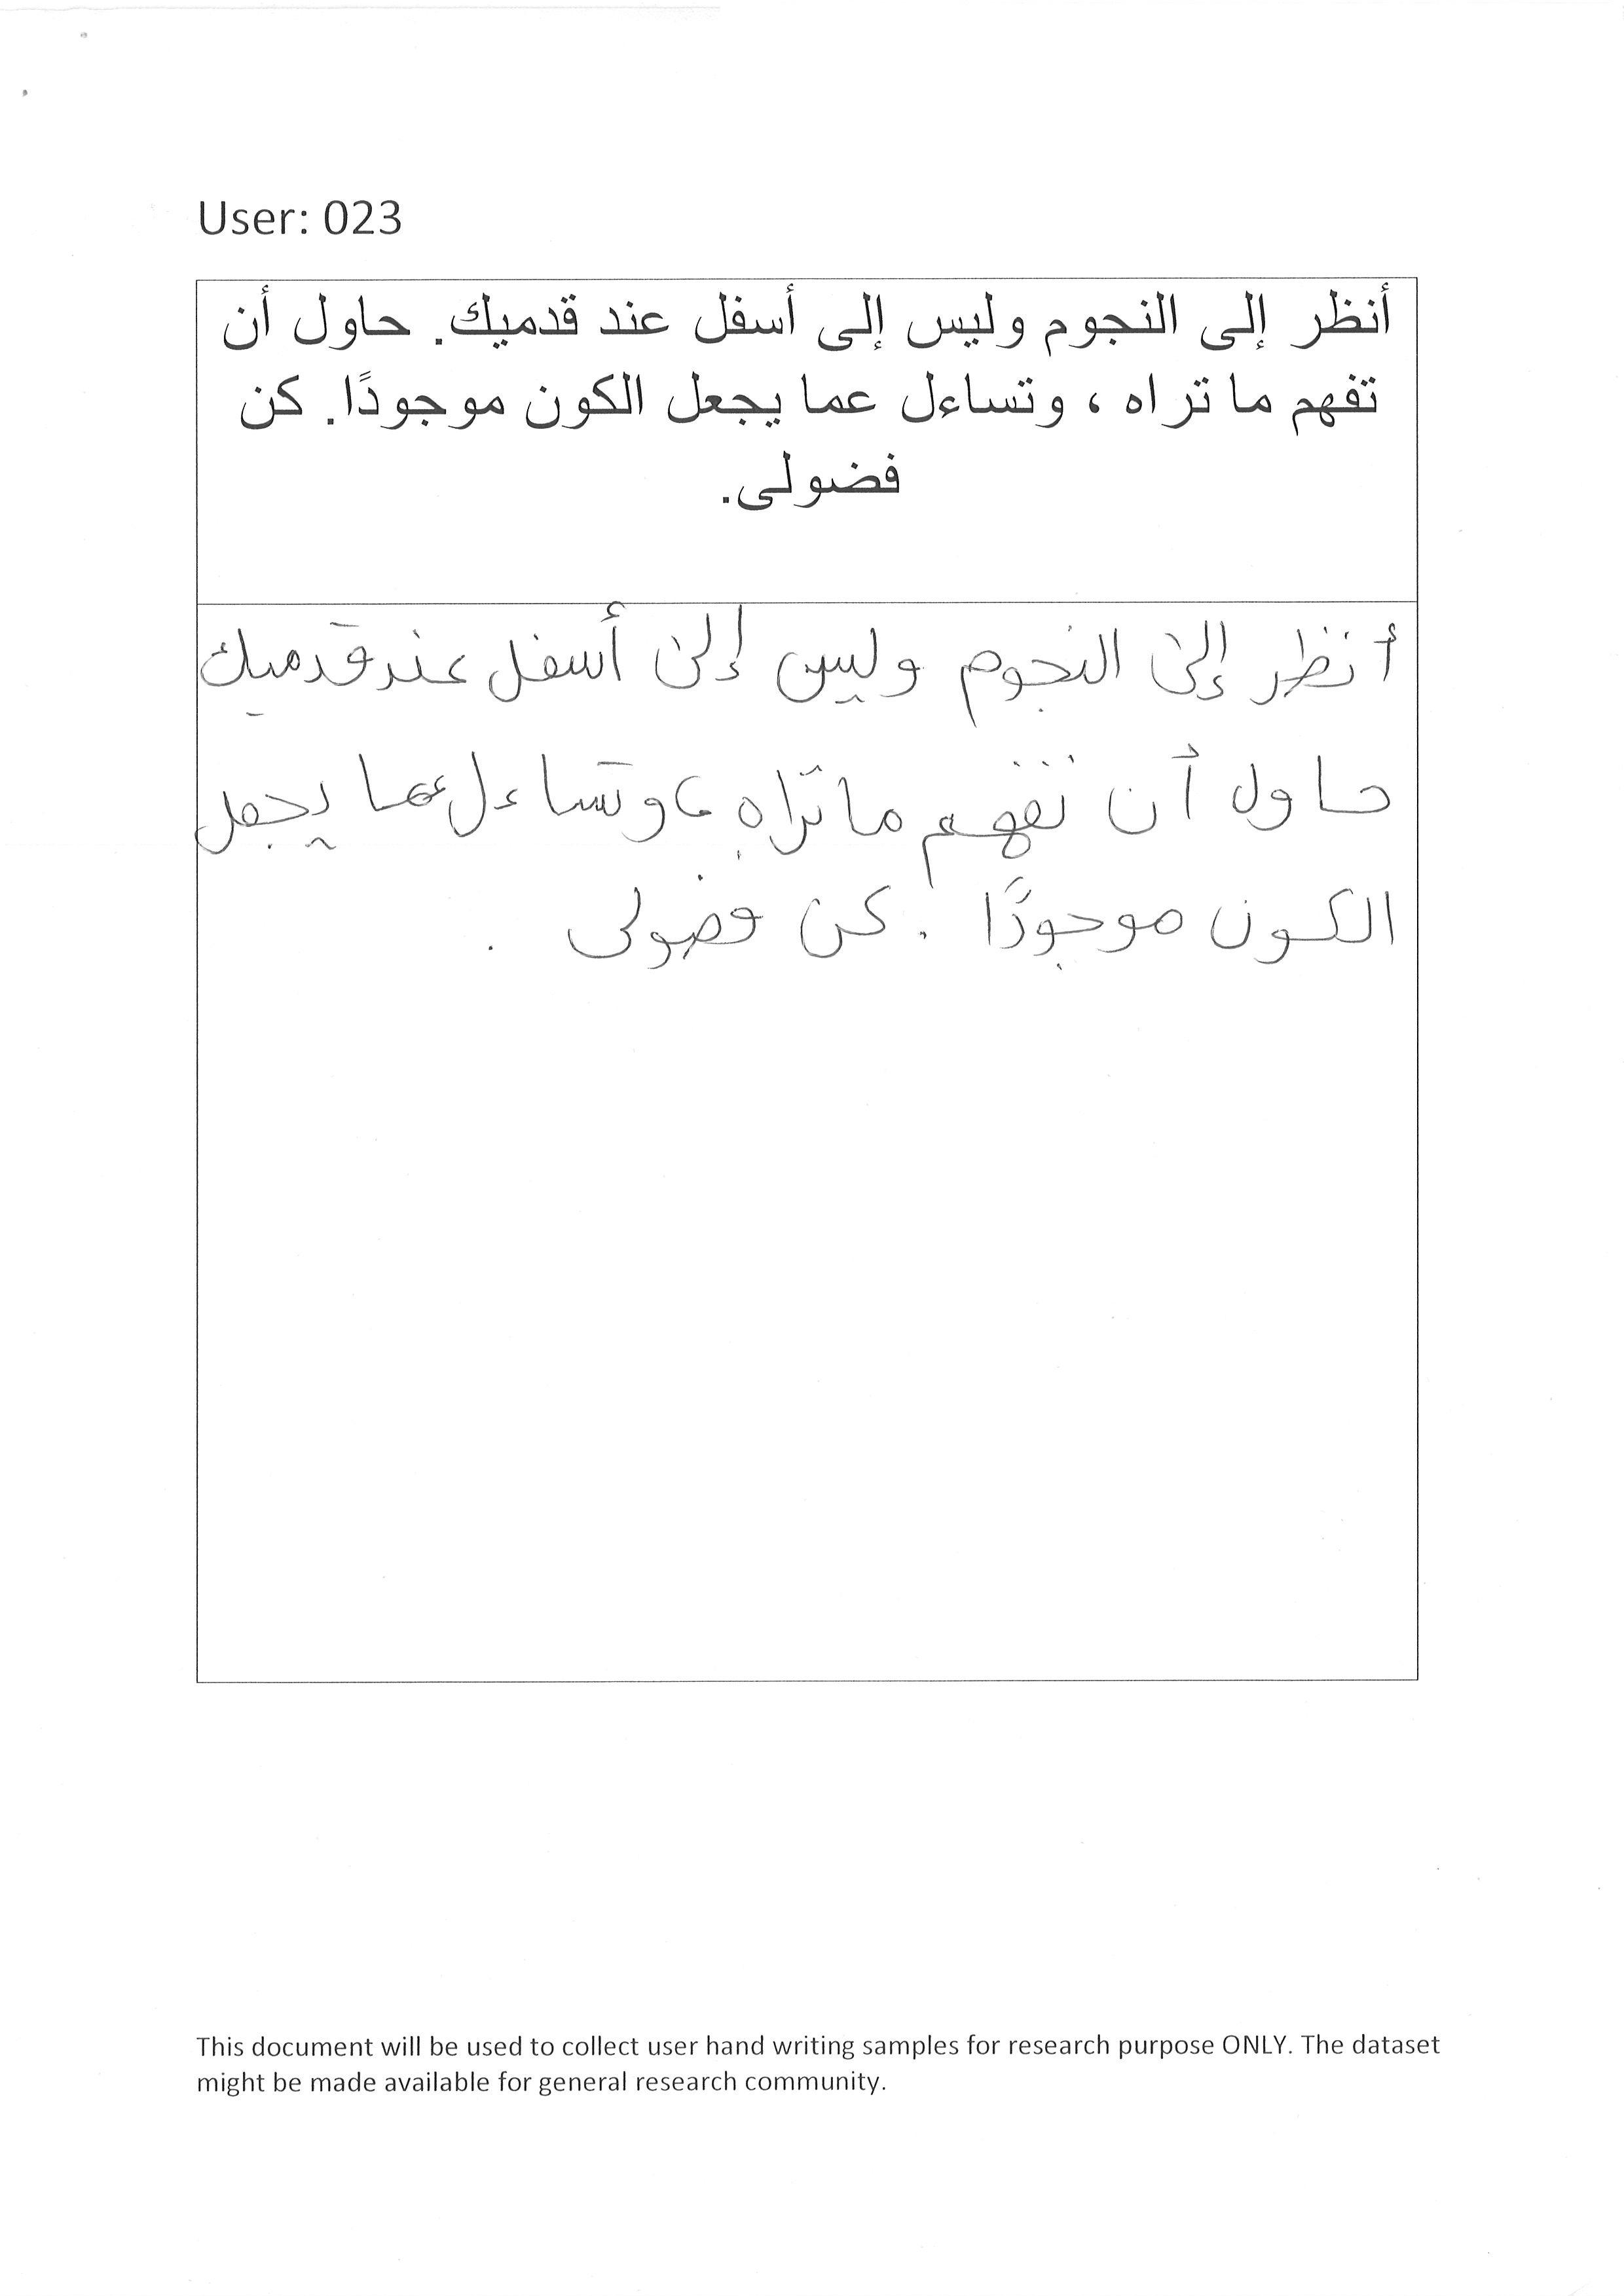 User: 023
أنظر إلى النجوم وليس إلى أسفل عند قدميك. حاول أن
تفهم ما تراه ، وتساءل عما يجعل الكون موجودًا. كن
فضولى.
أنظر إلى النجوم وليس إلى أسفل عند قدميك
حاول أن تفهم ما تراه ، وتساءل عما يجعل
الكون موجودًا . كن فضولى .
This document will be used to collect user hand writing samples for research purpose ONLY. The dataset
might be made available for general research community.